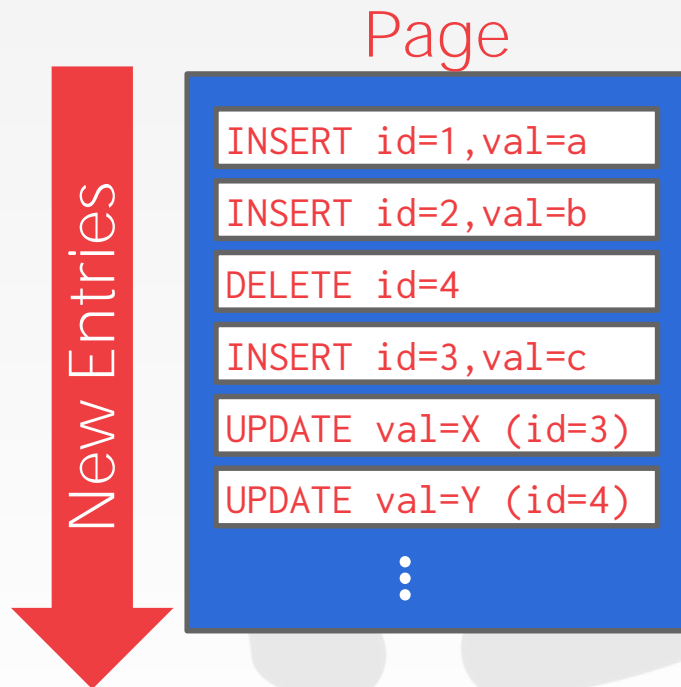 Page
New Entries
INSERT id=1,val=a
INSERT id=2,val=b
DELETE id=4
INSERT id=3,val=c
UPDATE val=X (id=3)
UPDATE val=Y (id=4)
⋮